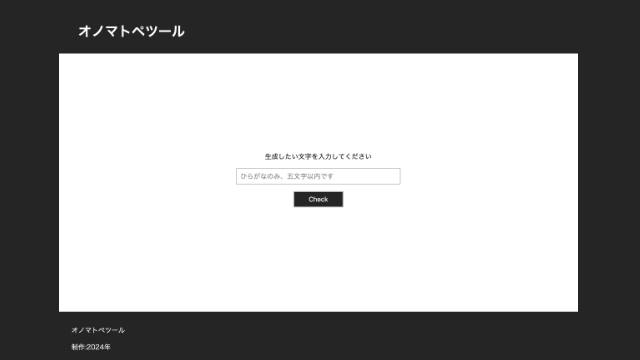 オノマトペツール
生成したい文字を入力してください
ひらがなのみ、五文字以内です
Check
オノマトペツール
制作:2024年